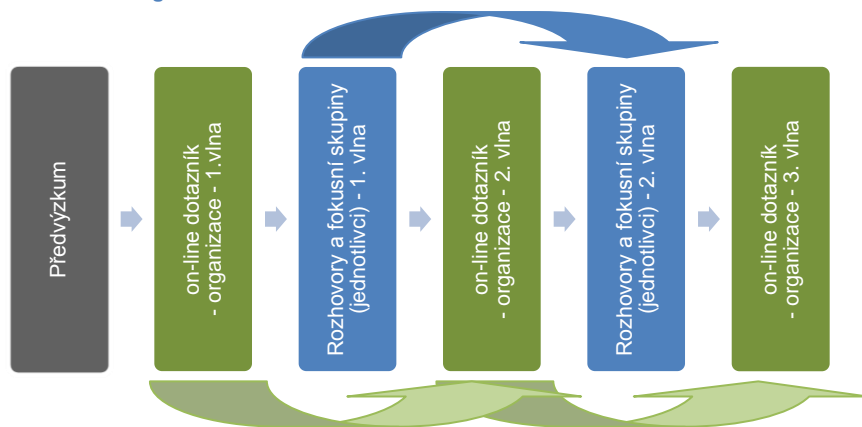 Předvýzkum
on-line dotazník
- organizace - 1.vlna
Rozhovory a fokusní skupiny
(jednotlivci) - 1. vlna
on-line dotazník
- organizace - 2. vlna
Rozhovory a fokusní skupiny
(jednotlivci) - 2. vlna
on-line dotazník
- organizace - 3. vlna